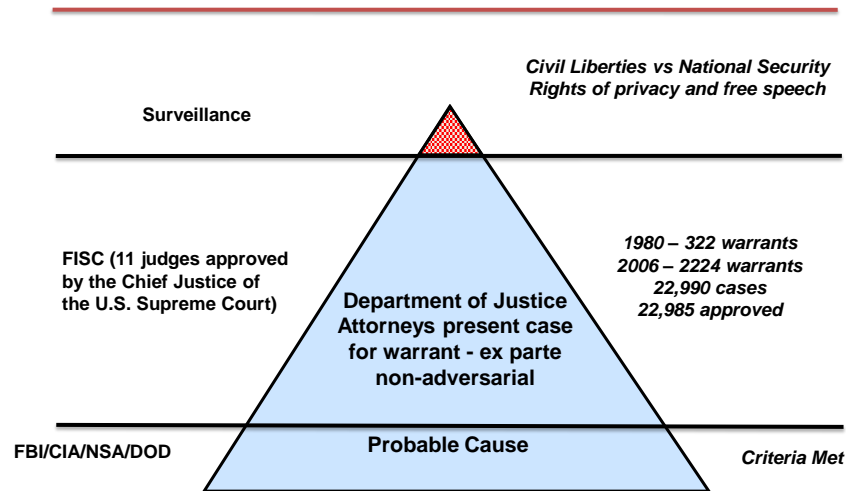 Civil Liberties vs National Security
Rights of privacy and free speech
Surveillance
FISC (11 judges approved
by the Chief Justice of
the U.S. Supreme Court)
Department of Justice
Attorneys present case
for warrant - ex parte
non-adversarial
1980 – 322 warrants
2006 – 2224 warrants
22,990 cases
22,985 approved
FBI/CIA/NSA/DOD
Probable Cause
Criteria Met